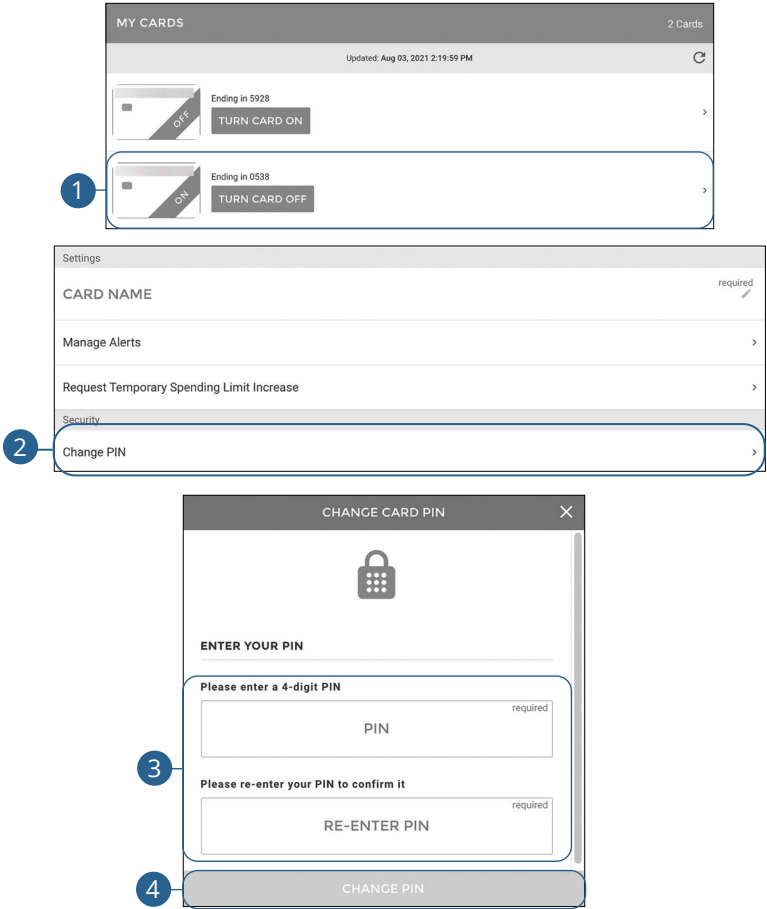 MY CARDS 2 Cards
Updated: Aug 03, 2021 2:19:59 PM
Ending in 5928
OFF
TURN CARD ON
1
Ending in 0538
ON
TURN CARD OFF
Settings
CARD NAME required
Manage Alerts
Request Temporary Spending Limit Increase
Security
2
Change PIN
CHANGE CARD PIN
ENTER YOUR PIN
Please enter a 4-digit PIN
required
PIN
3
Please re-enter your PIN to confirm it
required
RE-ENTER PIN
4
CHANGE PIN